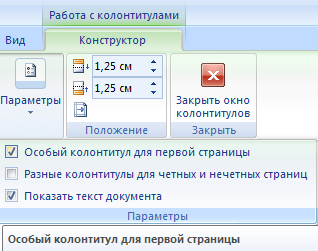 Работа с колонтитулами
Вид
Конструктор
Параметры
1,25 см
1,25 см
Положение
Закрыть окно
колонтитулов
Закрыть
Особый колонтитул для первой страницы
Разные колонтитулы для четных и нечетных страниц
Показать текст документа
Параметры
Особый колонтитул для первой страницы